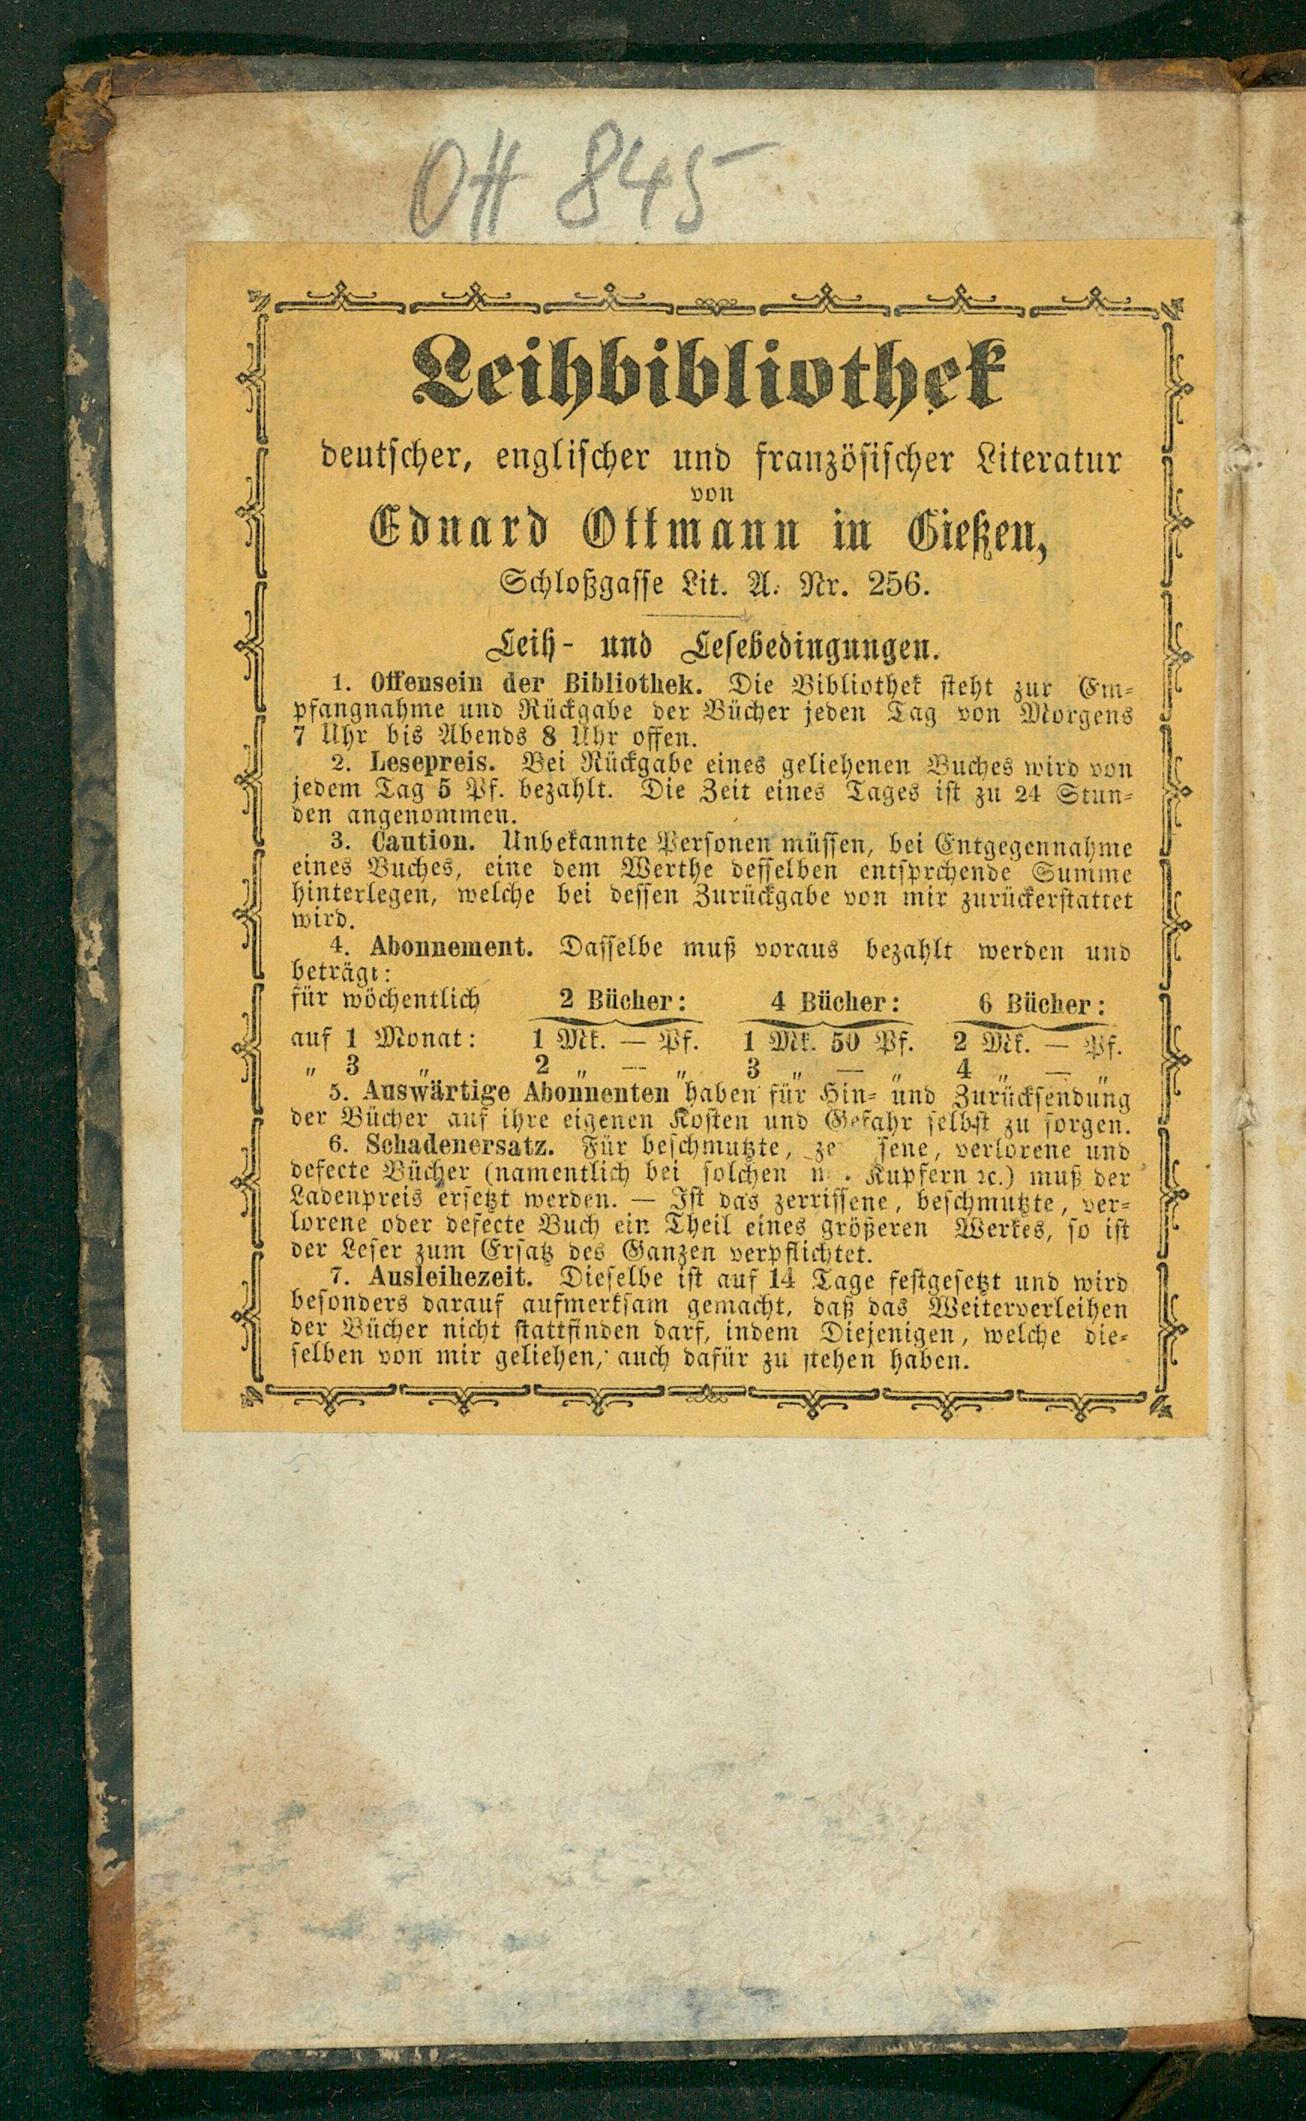 Ott 845
Leihbibliothek
deutscher, englischer und französischer Literatur
von
Eduard Ottmann in Gießen,
Schloßgasse Lit. A. Nr. 256.
Leih- und Lesebedingungen.
1. Offensein der Bibliothek. Die Bibliothek steht zur Em-
pfangnahme und Rückgabe der Bücher jeden Tag von Morgens
7 Uhr bis Abends 8 Uhr offen.
2. Lesepreis. Bei Rückgabe eines geliehenen Buches wird von
jedem Tag 5 Pf. bezahlt. Die Zeit eines Tages ist zu 24 Stun-
den angenommen.
3. Caution. Unbekannte Personen müssen, bei Entgegennahme
eines Buches, eine dem Werthe desselben entsprchende Summe
hinterlegen, welche bei dessen Zurückgabe von mir zurückerstattet
wird.
4. Abonnement. Dasselbe muß voraus bezahlt werden und
beträgt:
für wöchentlich 2 Bücher: 4 Bücher: 6 Bücher:
auf 1 Monat: 1 Mk. — Pf. 1 Mk. 50 Pf. 2 Mk. — Pf.
„ 3 „ 2 „ — „ 3 „ — „ 4 „ — „
5. Auswärtige Abonnenten haben für Hin- und Zurücksendung
der Bücher auf ihre eigenen Kosten und Gefahr selbst zu sorgen.
6. Schadenersatz. Für beschmutzte, verlorene und
defecte Bücher (namentlich bei solchen Kupfern ꝛc.) muß der
Ladenpreis ersetzt werden. — Ist das zerrissene, beschmutzte, ver-
lorene oder defecte Buch ein Theil eines größeren Werkes, so ist
der Leser zum Ersatz des Ganzen verpflichtet.
7. Ausleihezeit. Dieselbe ist auf 14 Tage festgesetzt und wird
besonders darauf aufmerksam gemacht, daß das Weiterverleihen
der Bücher nicht stattfinden darf, indem Diejenigen, welche die-
selben von mir geliehen, auch dafür zu stehen haben.